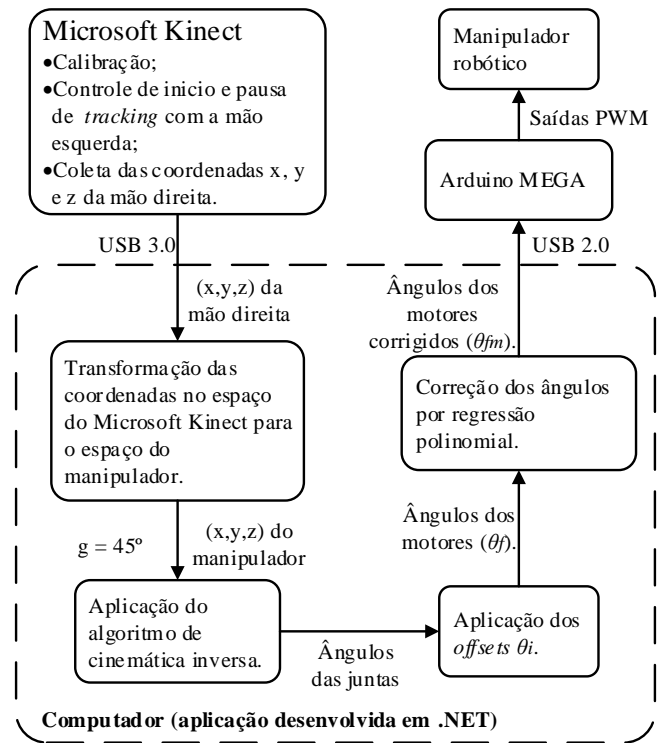 Microsoft Kinect
•Calibração;
•Controle de inicio e pausa
de tracking com a mão
esquerda;
•Coleta das coordenadas x, y
e z da mão direita.
USB 3.0
(x,y,z) da
mão direita
Transformação das
coordenadas no espaço
do Microsoft Kinect para
o espaço do
manipulador.
g = 45º
(x,y,z) do
manipulador
Aplicação do
algoritmo de
cinemática inversa.
Ângulos
das juntas
Aplicação dos
offsets θi.
Ângulos dos
motores (θf).
Correção dos ângulos
por regressão
polinomial.
Ângulos dos
motores
corrigidos (θfm).
USB 2.0
Arduino MEGA
Saídas PWM
Manipulador
robótico
Computador (aplicação desenvolvida em .NET)